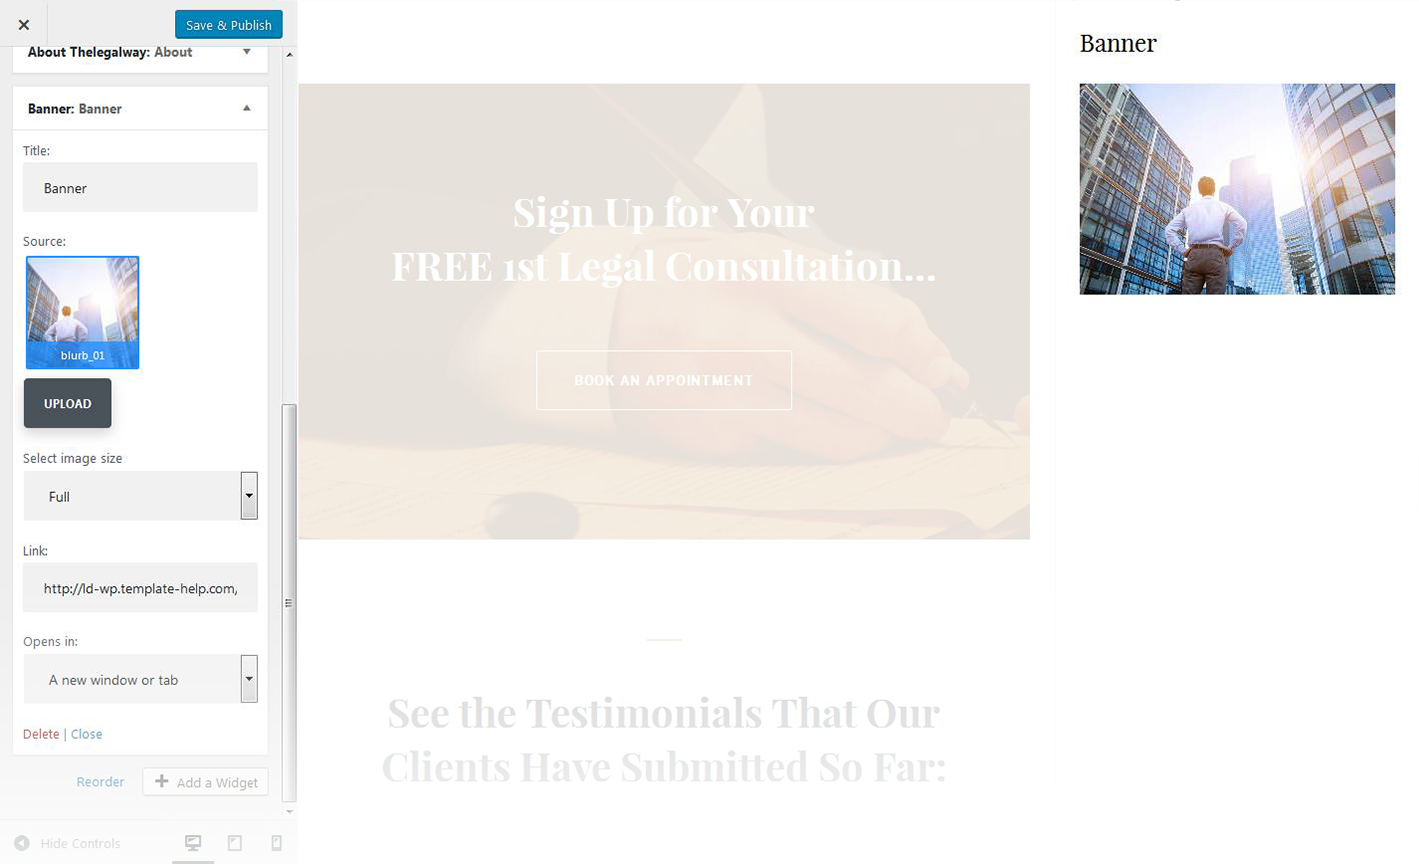 Save & Publish
About Thelegalway: About
Banner: Banner
Title:
Banner
Source:
blurb_01
UPLOAD
Select image size
Full
Link:
http://ld-wp.template-help.com,
Opens in:
A new window or tab
Delete | Close
Reorder
Add a Widget
Hide Controls
Sign Up for Your
FREE 1st Legal Consultation...
BOOK AN APPOINTMENT
See the Testimonials That Our
Clients Have Submitted So Far:
Banner